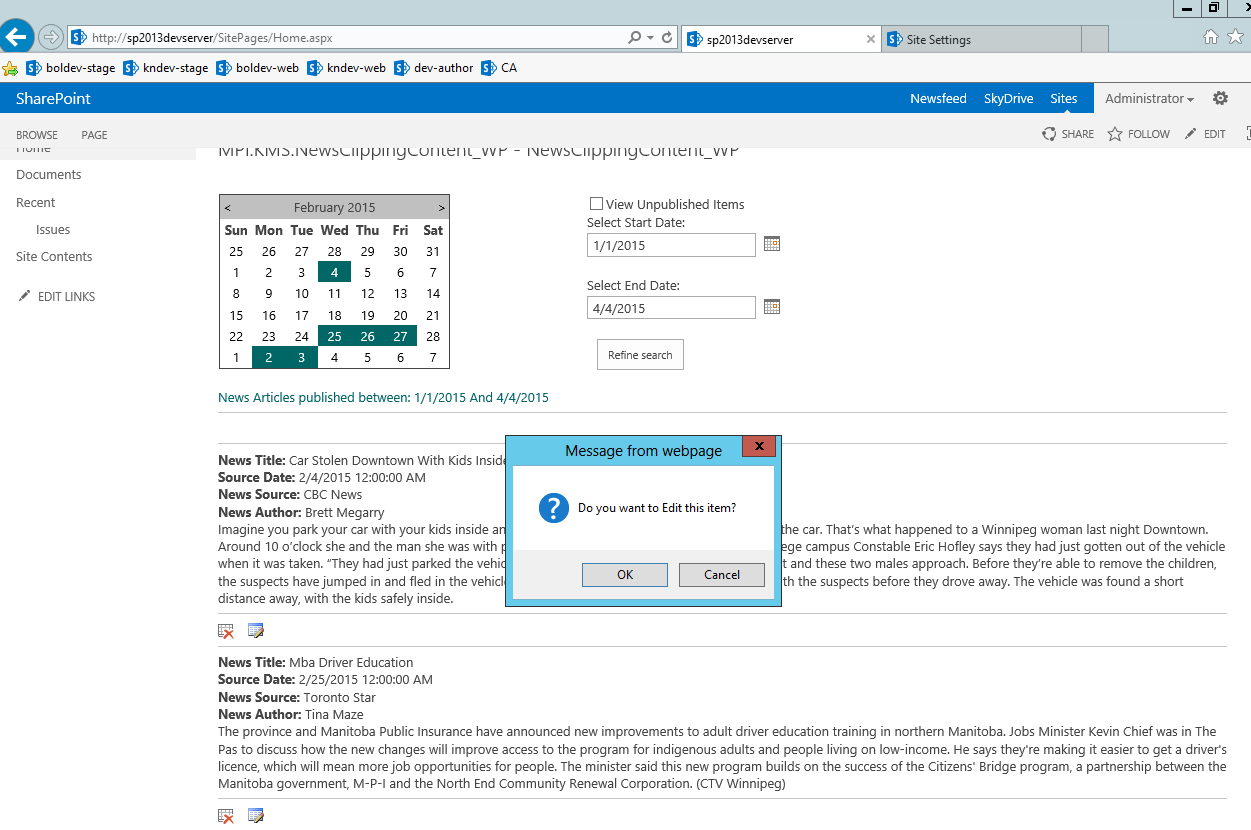 http://sp2013devserver/SitePages/Home.aspx
sp2013devserver
Site Settings
boldev-stage kndev-stage boldev-web kndev-web dev-author CA
SharePoint
Newsfeed SkyDrive Sites Administrator
BROWSE PAGE
SHARE FOLLOW EDIT
Home
Documents
Recent
Issues
Site Contents
EDIT LINKS
MPI.KMS.NewsClippingContent_WP - NewsClippingContent_WP
< February 2015 >
Sun Mon Tue Wed Thu Fri Sat
25 26 27 28 29 30 31
1 2 3 4 5 6 7
8 9 10 11 12 13 14
15 16 17 18 19 20 21
22 23 24 25 26 27 28
1 2 3 4 5 6 7
View Unpublished Items
Select Start Date:
1/1/2015
Select End Date:
4/4/2015
Refine search
News Articles published between: 1/1/2015 And 4/4/2015
Message from webpage
Do you want to Edit this item?
OK Cancel
News Title: Car Stolen Downtown With Kids Inside
Source Date: 2/4/2015 12:00:00 AM
News Source: CBC News
News Author: Brett Megarry
Imagine you park your car with your kids inside the car. That's what happened to a Winnipeg woman last night Downtown.
Around 10 o'clock she and the man she was with campus Constable Eric Hofley says they had just gotten out of the vehicle
when it was taken. "They had just parked the and these two males approach. Before they're able to remove the children,
the suspects have jumped in and fled in the the suspects before they drove away. The vehicle was found a short
distance away, with the kids safely inside.
News Title: Mba Driver Education
Source Date: 2/25/2015 12:00:00 AM
News Source: Toronto Star
News Author: Tina Maze
The province and Manitoba Public Insurance have announced new improvements to adult driver education training in northern Manitoba. Jobs Minister Kevin Chief was in The
Pas to discuss how the new changes will improve access to the program for indigenous adults and people living on low-income. He says they're making it easier to get a driver's
licence, which will mean more job opportunities for people. The minister said this new program builds on the success of the Citizens' Bridge program, a partnership between the
Manitoba government, M-P-I and the North End Community Renewal Corporation. (CTV Winnipeg)